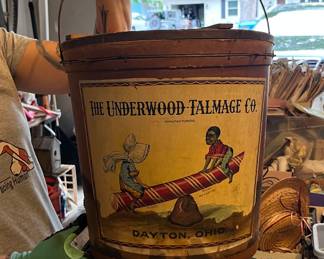 THE UNDERWOOD-TALMAGE CO.
DAYTON, OHIO